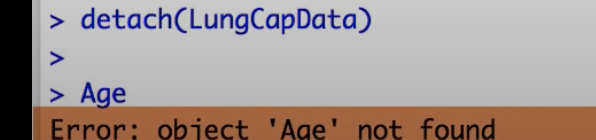 > detach(LungCapData)
>
> Age
Error: object 'Age' not found